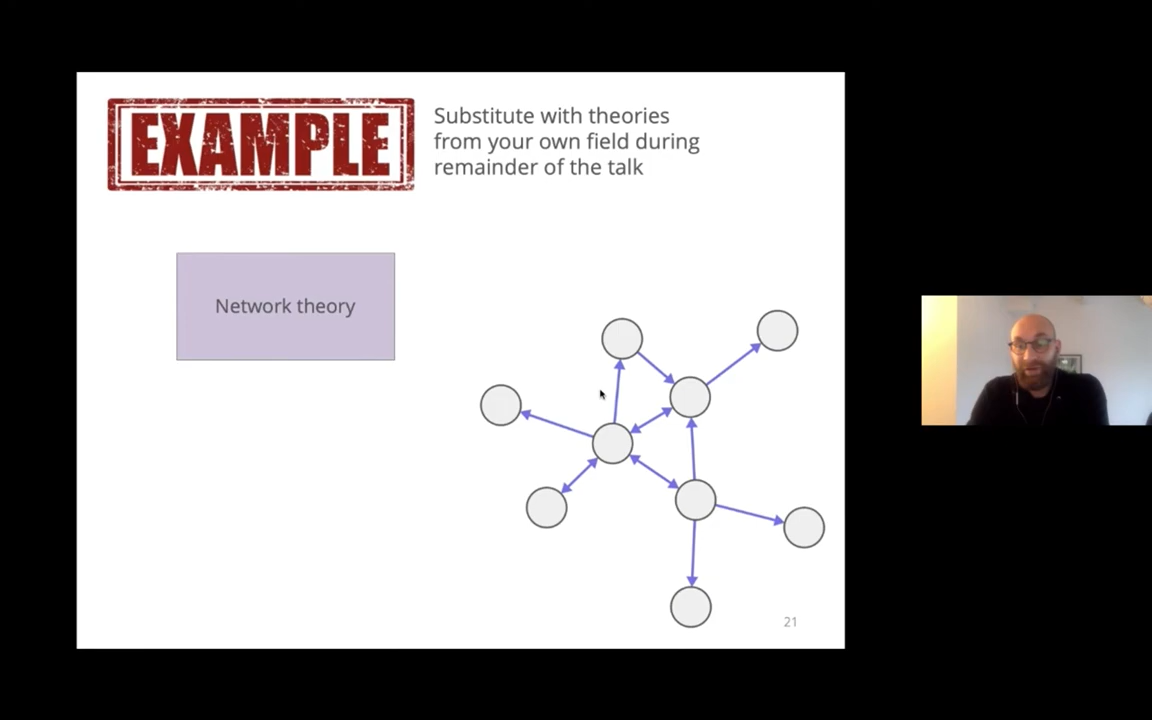 EXAMPLE
Substitute with theories
from your own field during
remainder of the talk
Network theory
21